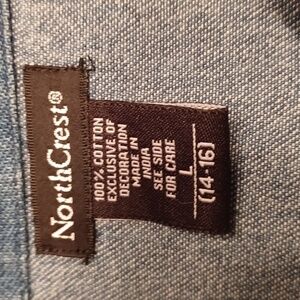 NorthCrest®
100% COTTON
EXCLUSIVE OF
DECORATION
MADE IN
INDIA
SEE SIDE
FOR CARE
L
(14-16)